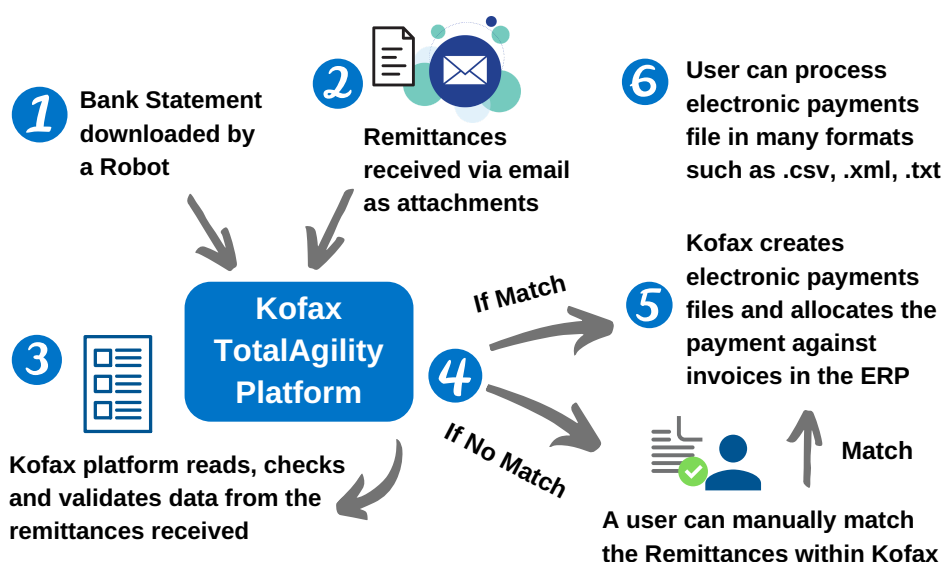 1
Bank Statement
downloaded by
a Robot
2
Remittances
received via email
as attachments
Kofax
TotalAgility
Platform
3
Kofax platform reads, checks
and validates data from the
remittances received
4
If Match
If No Match
A user can manually match
the Remittances within Kofax
Match
5
Kofax creates
electronic payments
files and allocates the
payment against
invoices in the ERP
6
User can process
electronic payments
file in many formats
such as .csv, .xml, .txt